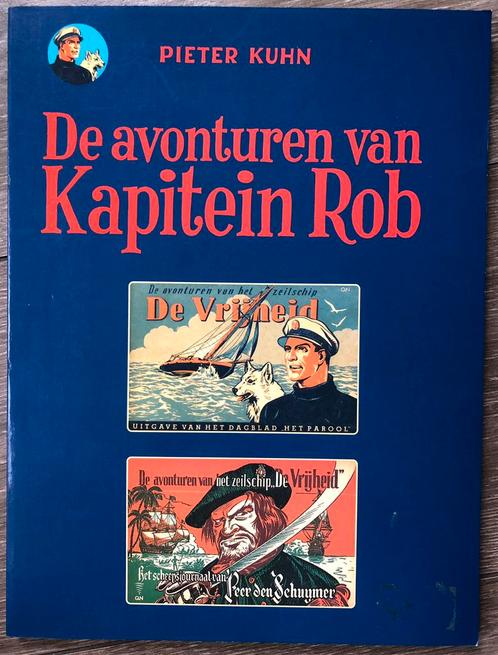 PIETER KUHN
De avonturen van
Kapitein Rob
De avonturen van het zeilschip
De Vrijheid
UITGAVE VAN HET DAGBLAD „HET PAROOL”
De avonturen van het zeilschip „De Vrijheid”
Het scheepsjournaal van
Peer den Schuymer